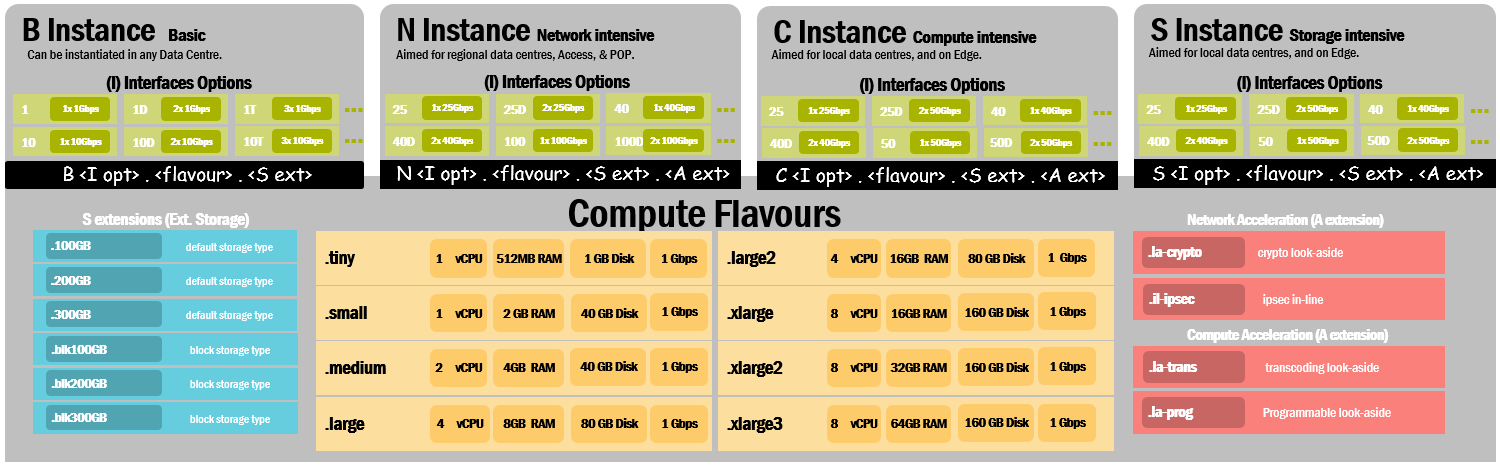 B Instance Basic
Can be instantiated in any Data Centre.
(I) Interfaces Options
1 1x 1Gbps 1D 2x 1Gbps 1T 3x 1Gbps ...
10 1x 10Gbps 10D 2x 10Gbps 10T 3x 10Gbps ...
B <I opt> . <flavour> . <S ext>
N Instance Network intensive
Aimed for regional data centres, Access, & POP.
(I) Interfaces Options
25 1x 25Gbps 25D 2x 25Gbps 40 1x 40Gbps ...
40D 2x 40Gbps 100 1x 100Gbps 100D 2x 100Gbps ...
N <I opt> . <flavour> . <S ext> . <A ext>
C Instance Compute intensive
Aimed for local data centres, and on Edge.
(I) Interfaces Options
25 1x 25Gbps 25D 2x 50Gbps 40 1x 40Gbps ...
40D 2x 40Gbps 50 1x 50Gbps 50D 2x 50Gbps ...
C <I opt> . <flavour> . <S ext> . <A ext>
S Instance Storage intensive
Aimed for local data centres, and on Edge.
(I) Interfaces Options
25 1x 25Gbps 25D 2x 50Gbps 40 1x 40Gbps ...
40D 2x 40Gbps 50 1x 50Gbps 50D 2x 50Gbps ...
S <I opt> . <flavour> . <S ext> . <A ext>
S extensions (Ext. Storage)
.100GB default storage type
.200GB default storage type
.300GB default storage type
.blk100GB block storage type
.blk200GB block storage type
.blk300GB block storage type
Compute Flavours
.tiny 1 vCPU 512MB RAM 1 GB Disk 1 Gbps
.small 1 vCPU 2 GB RAM 40 GB Disk 1 Gbps
.medium 2 vCPU 4GB RAM 40 GB Disk 1 Gbps
.large 4 vCPU 8GB RAM 80 GB Disk 1 Gbps
.large2 4 vCPU 16GB RAM 80 GB Disk 1 Gbps
.xlarge 8 vCPU 16GB RAM 160 GB Disk 1 Gbps
.xlarge2 8 vCPU 32GB RAM 160 GB Disk 1 Gbps
.xlarge3 8 vCPU 64GB RAM 160 GB Disk 1 Gbps
Network Acceleration (A extension)
.la-crypto crypto look-aside
.il-ipsec ipsec in-line
Compute Acceleration (A extension)
.la-trans transcoding look-aside
.la-prog Programmable look-aside